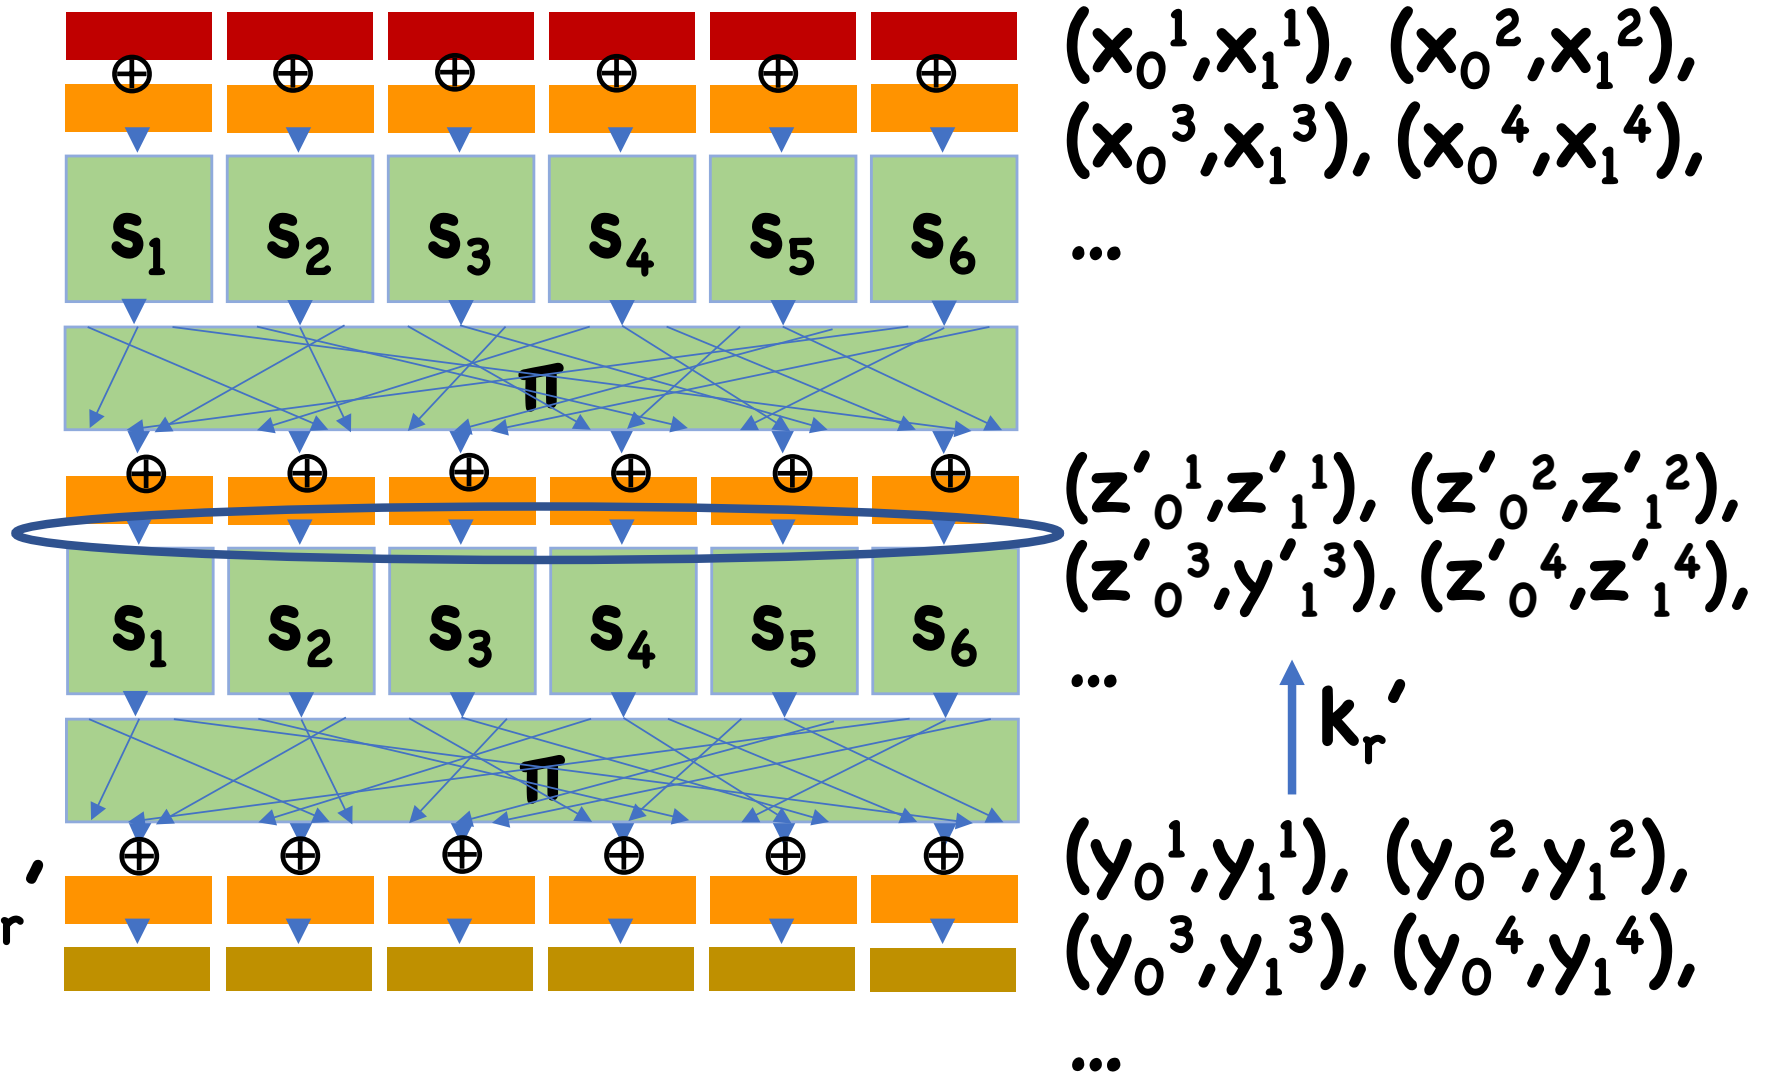 (x₀¹,x₁¹), (x₀²,x₁²),
(x₀³,x₁³), (x₀⁴,x₁⁴),
...
s₁ s₂ s₃ s₄ s₅ s₆
π
(z′₀¹,z′₁¹), (z′₀²,z′₁²),
(z′₀³,y′₁³), (z′₀⁴,z′₁⁴),
...
s₁ s₂ s₃ s₄ s₅ s₆
kᵣ′
π
(y₀¹,y₁¹), (y₀²,y₁²),
r′
(y₀³,y₁³), (y₀⁴,y₁⁴),
...